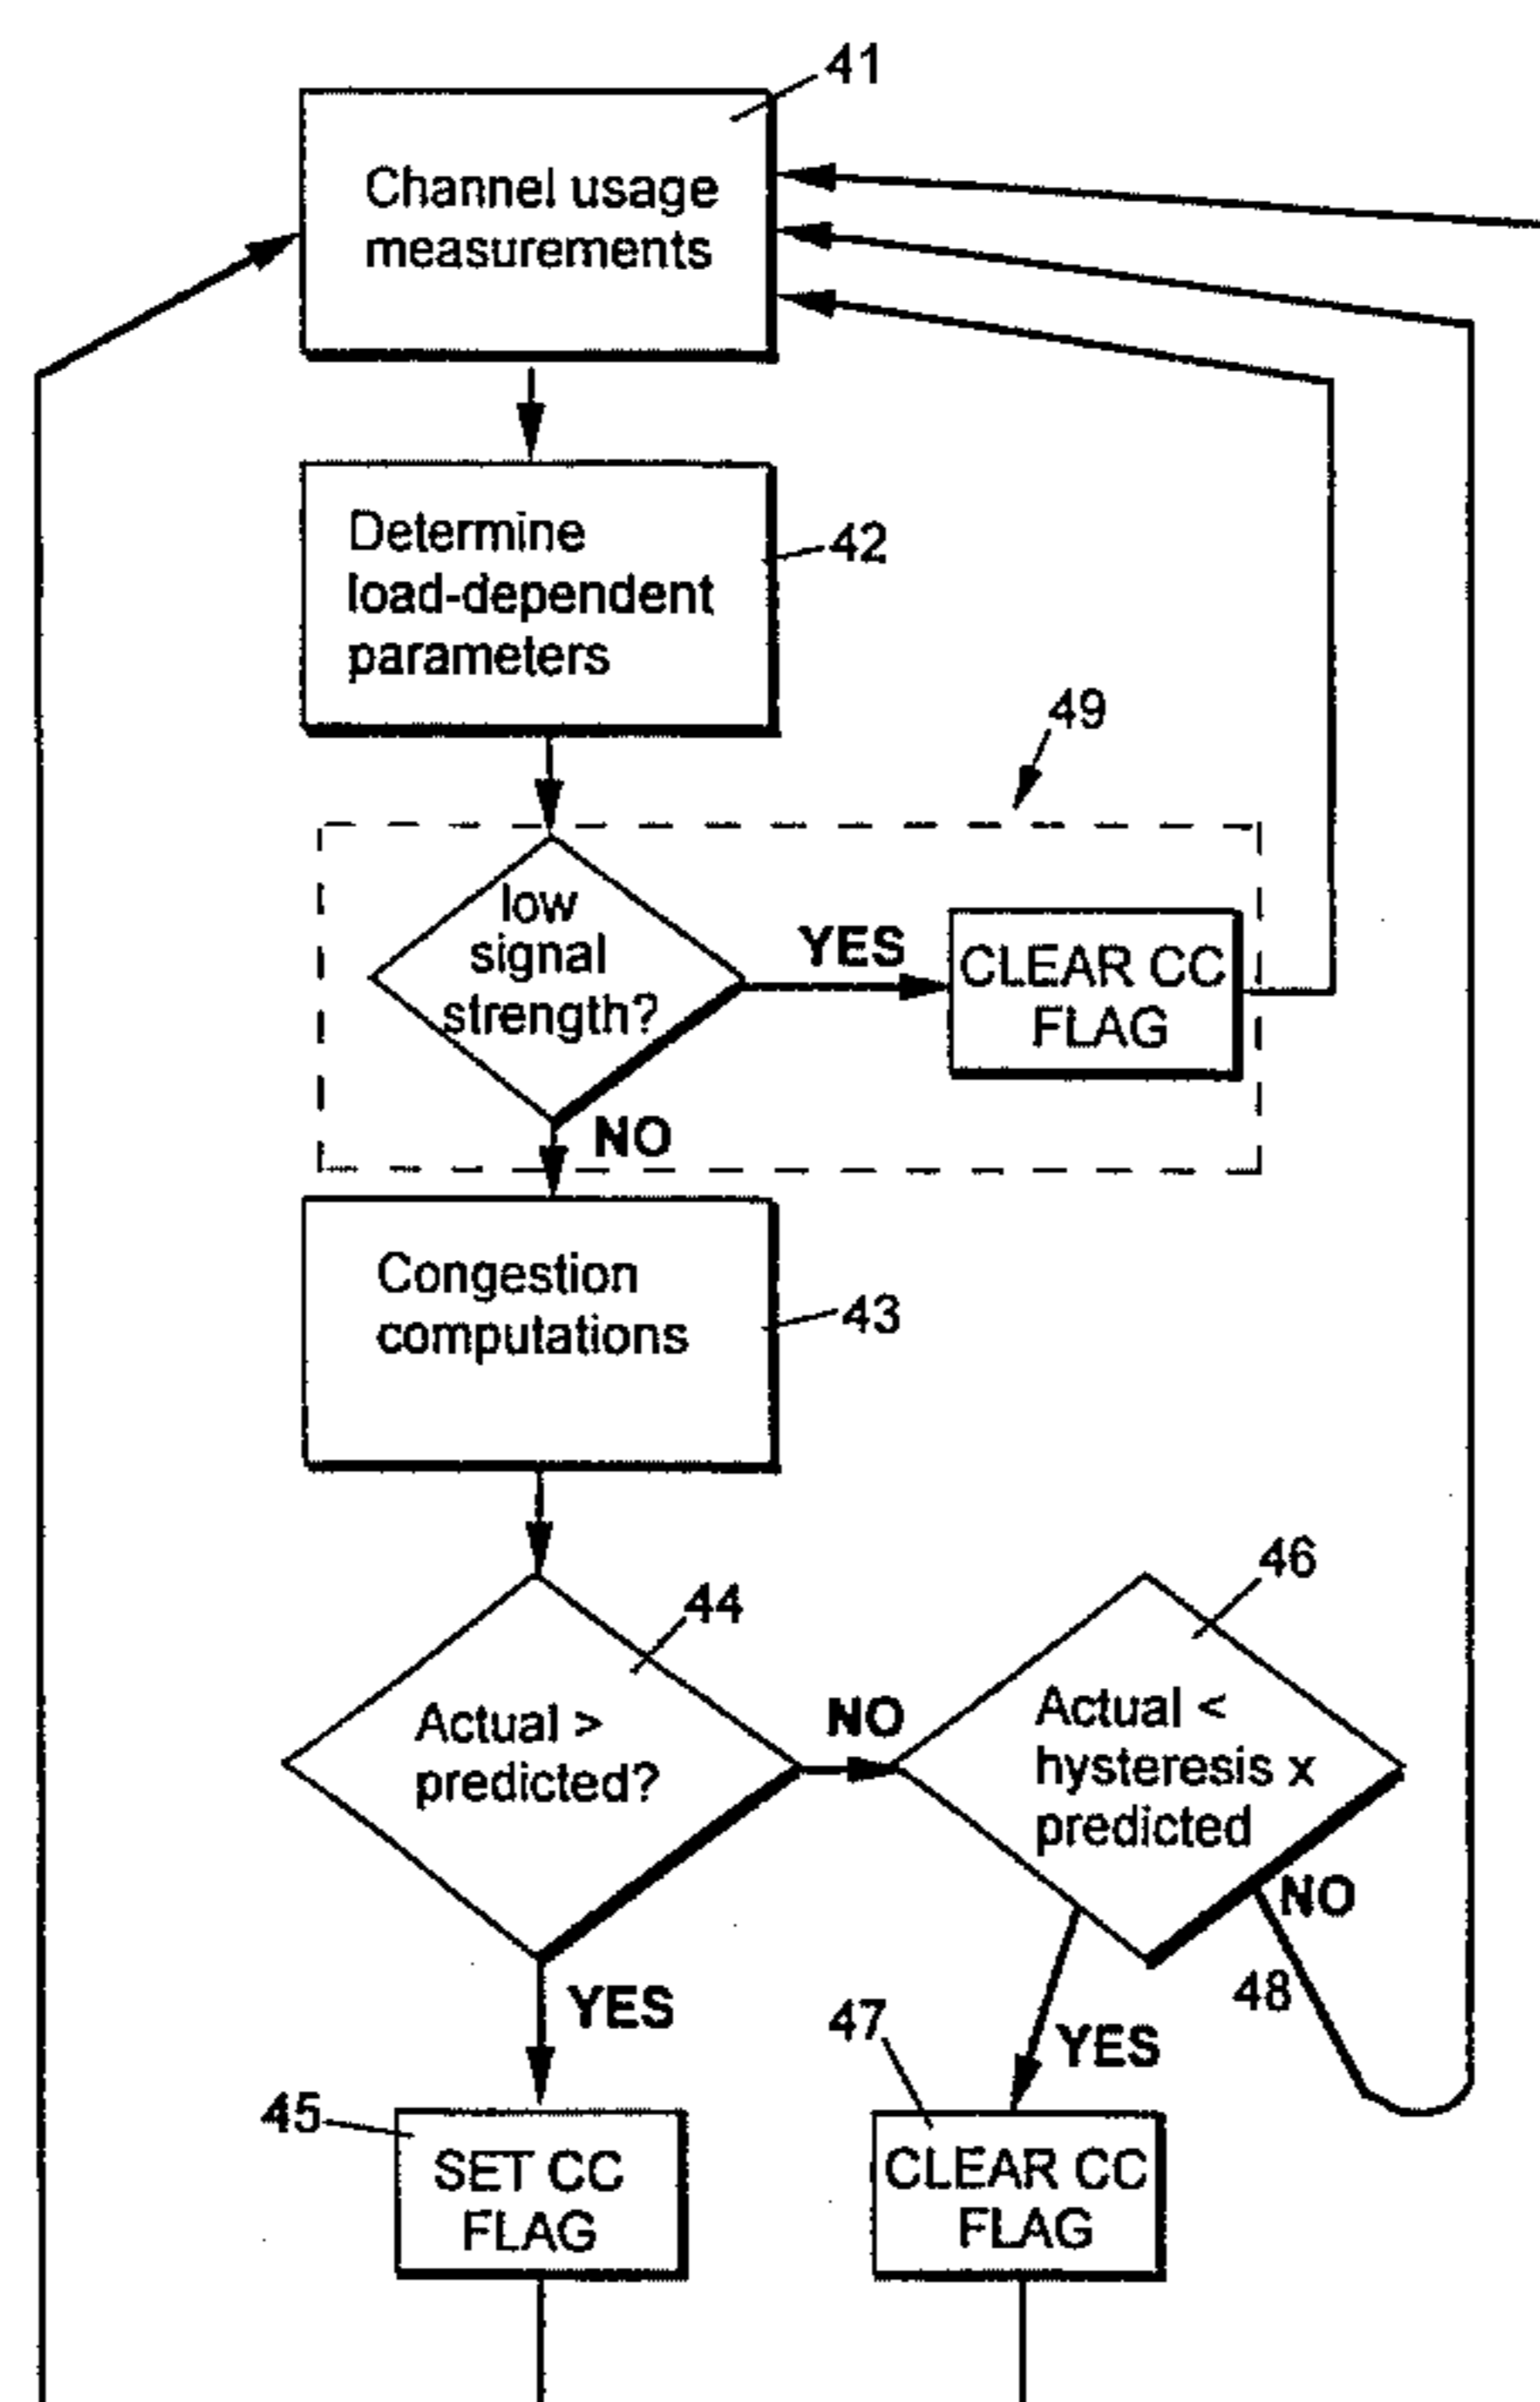 41
Channel usage
measurements
Determine
load-dependent
parameters
42
49
low
signal
strength?
YES
CLEAR CC
FLAG
NO
Congestion
computations
43
44
46
Actual >
predicted?
NO
Actual <
hysteresis x
predicted
NO
48
YES
47
YES
45
SET CC
FLAG
CLEAR CC
FLAG